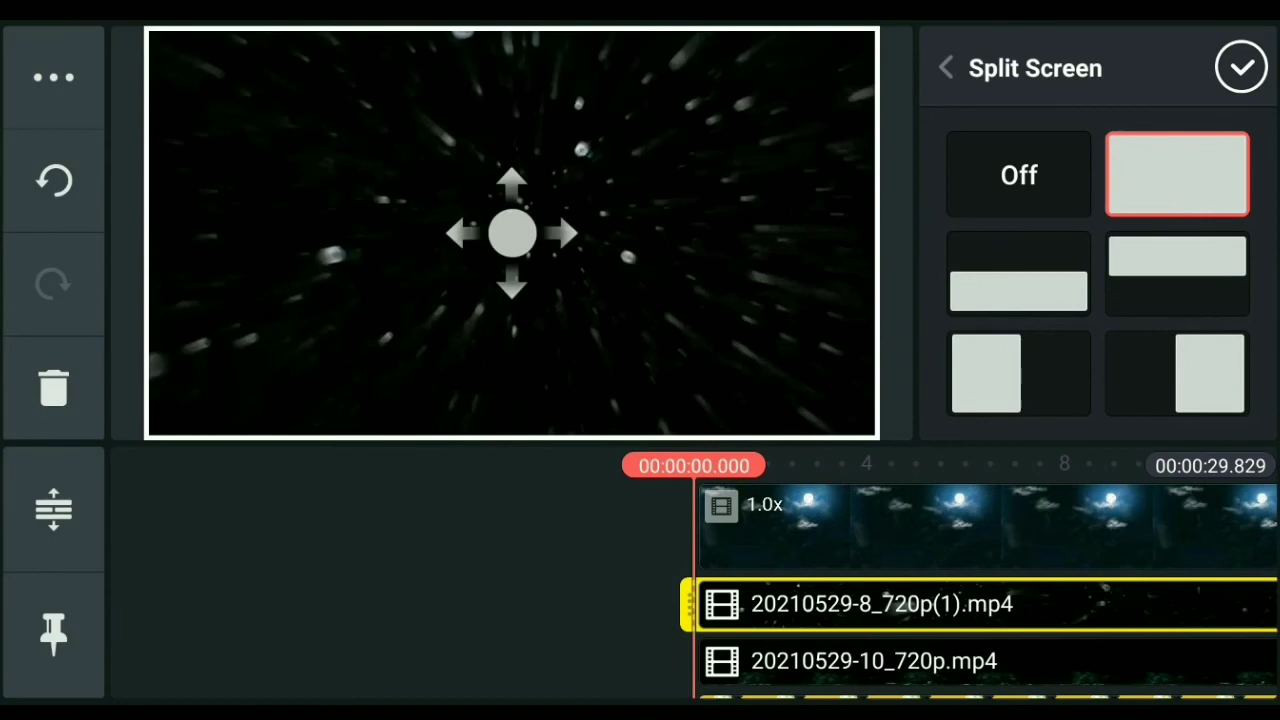 Split Screen
Off
00:00:00.000
4
8
00:00:29.829
1.0x
20210529-8_720p(1).mp4
20210529-10_720p.mp4